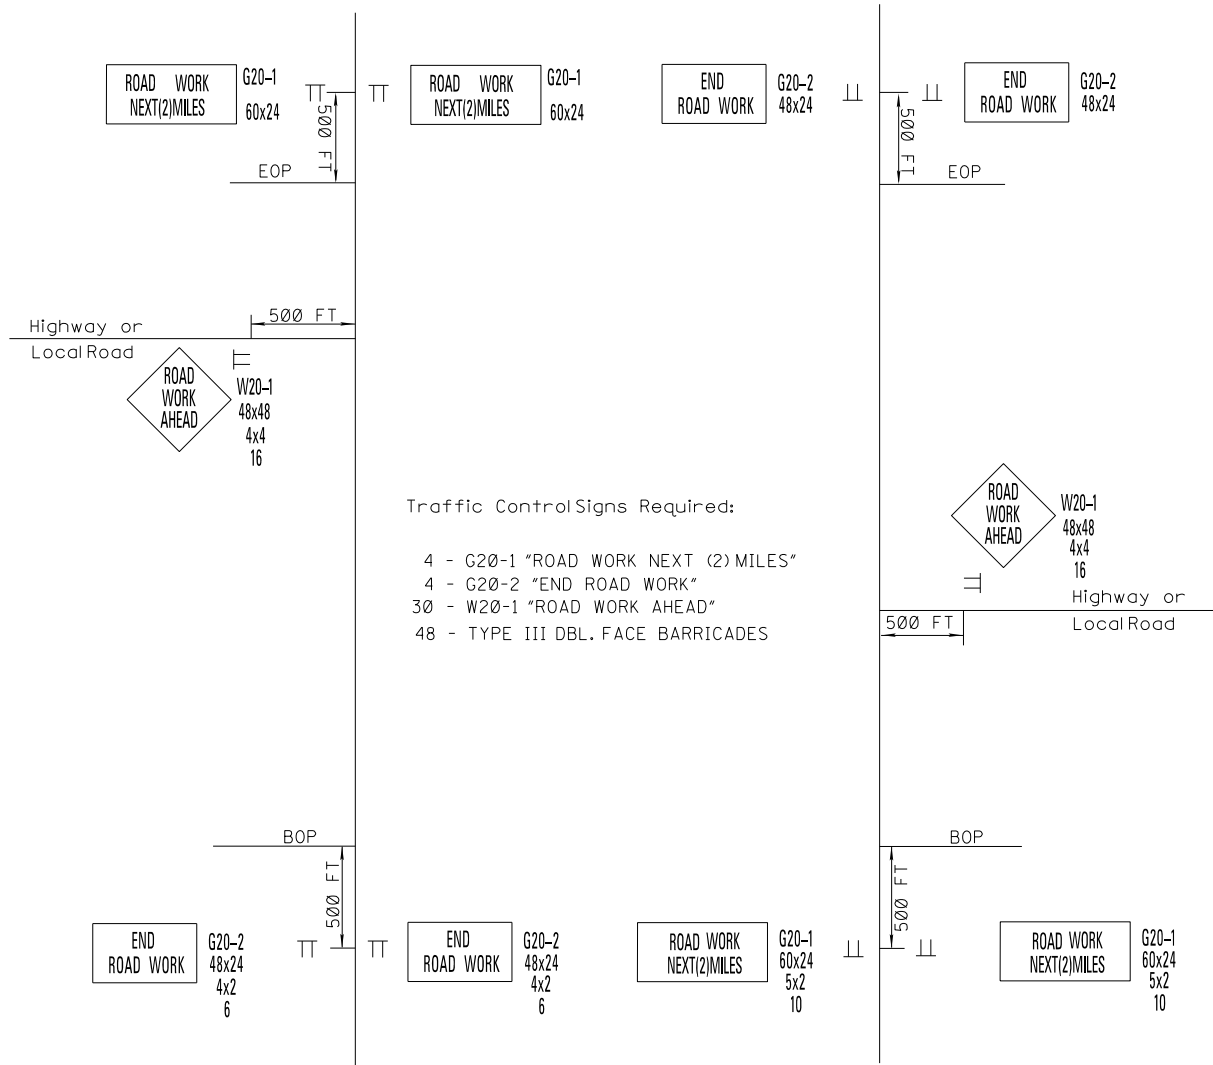 ROAD WORK
NEXT(2)MILES
G20-1
60x24
500 FT
EOP
ROAD WORK
NEXT(2)MILES
G20-1
60x24
END
ROAD WORK
G20-2
48x24
500 FT
EOP
END
ROAD WORK
G20-2
48x24
500 FT
Highway or
Local Road
ROAD
WORK
AHEAD
W20-1
48x48
4x4
16
Traffic Control Signs Required:
4 - G20-1 "ROAD WORK NEXT (2) MILES"
4 - G20-2 "END ROAD WORK"
30 - W20-1 "ROAD WORK AHEAD"
48 - TYPE III DBL. FACE BARRICADES
ROAD
WORK
AHEAD
W20-1
48x48
4x4
16
Highway or
Local Road
500 FT
BOP
500 FT
BOP
500 FT
END
ROAD WORK
G20-2
48x24
4x2
6
END
ROAD WORK
G20-2
48x24
4x2
6
ROAD WORK
NEXT(2)MILES
G20-1
60x24
5x2
10
ROAD WORK
NEXT(2)MILES
G20-1
60x24
5x2
10